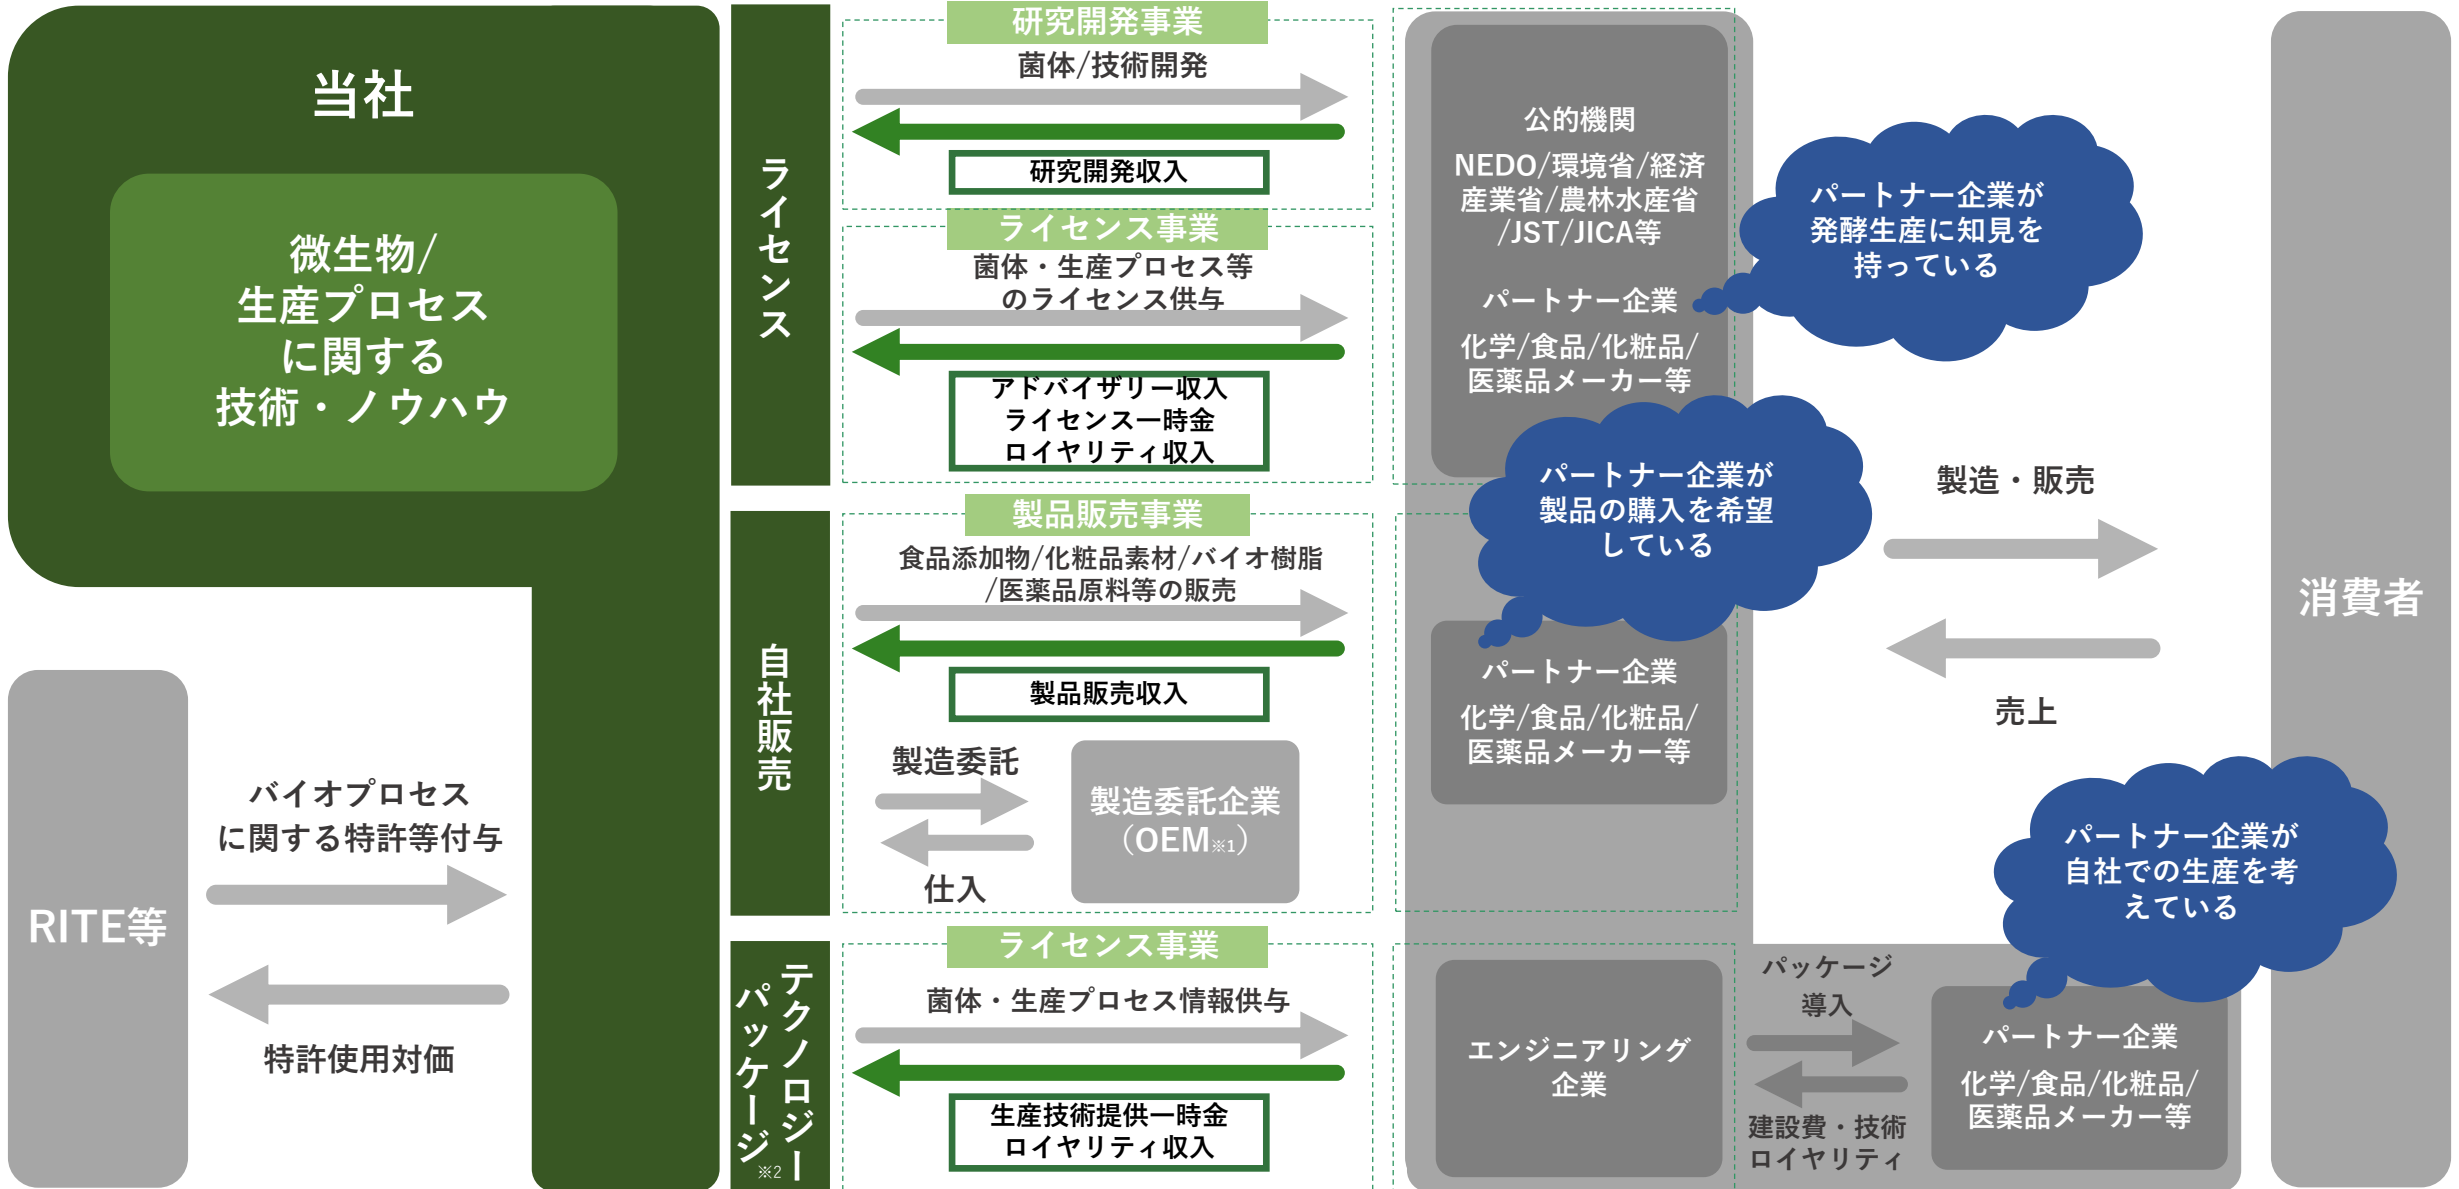 当社
微生物/
生産プロセス
に関する
技術・ノウハウ
RITE等
バイオプロセス
に関する特許等付与
特許使用対価
ライセンス
研究開発事業
菌体/技術開発
研究開発収入
ライセンス事業
菌体・生産プロセス等
のライセンス供与
アドバイザリー収入
ライセンス一時金
ロイヤリティ収入
公的機関
NEDO/環境省/経済
産業省/農林水産省
/JST/JICA等
パートナー企業
化学/食品/化粧品/
医薬品メーカー等
パートナー企業が
発酵生産に知見を
持っている
自社販売
製品販売事業
食品添加物/化粧品素材/バイオ樹脂
/医薬品原料等の販売
製品販売収入
製造委託
仕入
製造委託企業
（OEM※1）
パートナー企業が
製品の購入を希望
している
パートナー企業
化学/食品/化粧品/
医薬品メーカー等
製造・販売
売上
消費者
テクノロジー
パッケージ※2
ライセンス事業
菌体・生産プロセス情報供与
生産技術提供一時金
ロイヤリティ収入
エンジニアリング
企業
パッケージ
導入
建設費・技術
ロイヤリティ
パートナー企業が
自社での生産を考
えている
パートナー企業
化学/食品/化粧品/
医薬品メーカー等